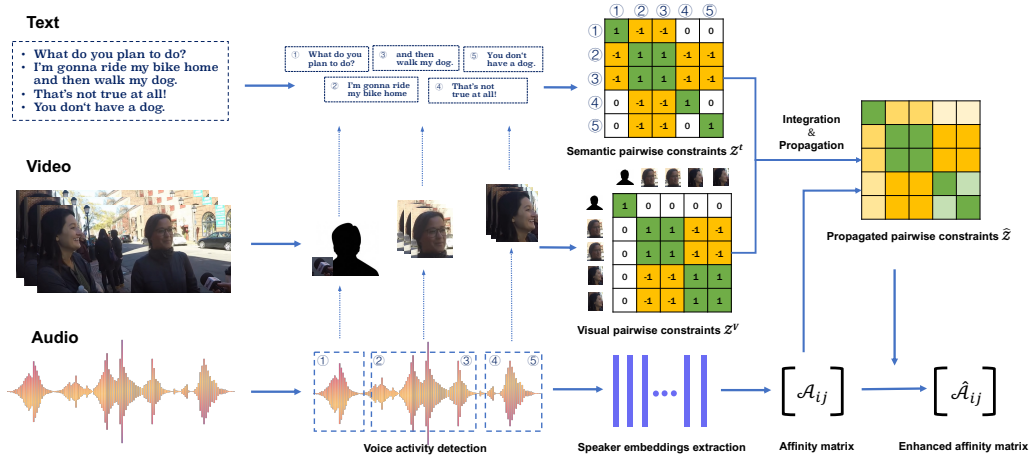 Text
• What do you plan to do?
• I'm gonna ride my bike home
and then walk my dog.
• That's not true at all!
• You don't have a dog.
① What do you
plan to do?
③ and then
walk my dog.
⑤ You don't
have a dog.
② I'm gonna ride
my bike home
④ That's not
true at all!
① ② ③ ④ ⑤
① 1 -1 -1 0 0
② -1 1 1 -1 -1
③ -1 1 1 -1 -1
④ 0 -1 -1 1 0
⑤ 0 -1 -1 0 1
Semantic pairwise constraints 𝒵ᵗ
Integration
&
Propagation
Propagated pairwise constraints 𝒵̂
Video
1 0 0 0 0
0 1 1 -1 -1
0 1 1 -1 -1
0 -1 -1 1 1
0 -1 -1 1 1
Visual pairwise constraints 𝒵ⱽ
Audio
① ② ③ ④ ⑤
Voice activity detection
Speaker embeddings extraction
[𝒜ij]
Affinity matrix
[𝒜̂ij]
Enhanced affinity matrix